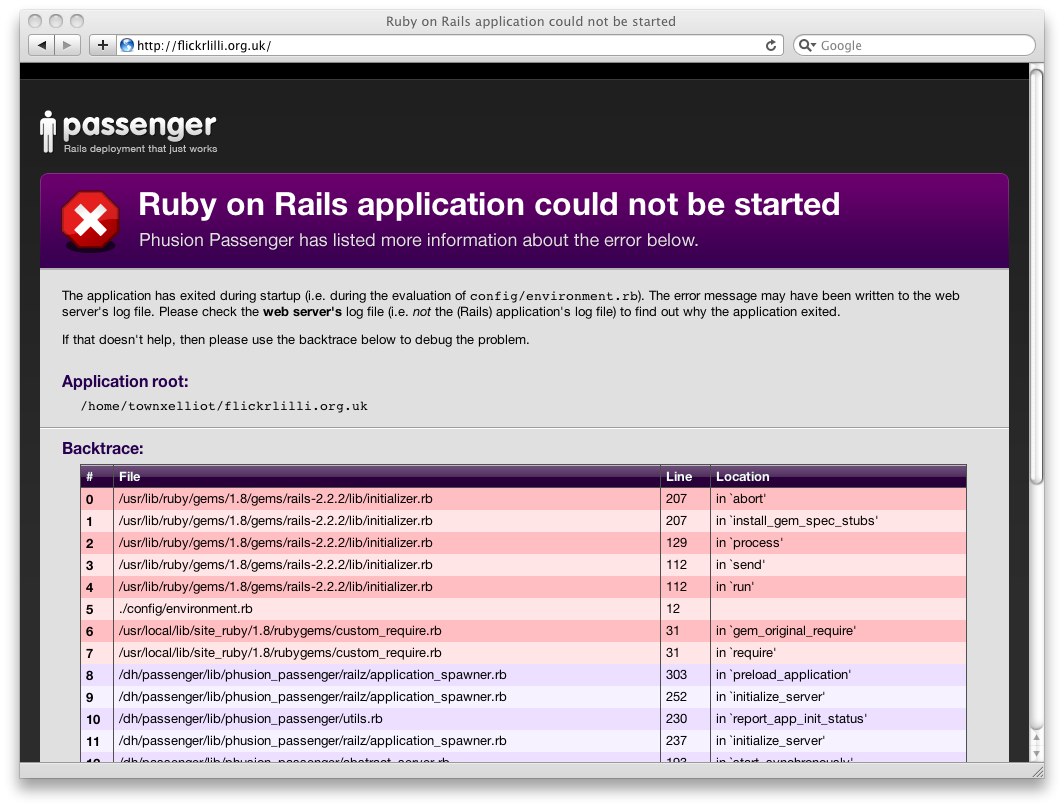 Ruby on Rails application could not be started
http://flickrlilli.org.uk/
Google
passenger
Rails deployment that just works
Ruby on Rails application could not be started
Phusion Passenger has listed more information about the error below.
The application has exited during startup (i.e. during the evaluation of config/environment.rb). The error message may have been written to the web
server's log file. Please check the web server's log file (i.e. not the (Rails) application's log file) to find out why the application exited.
If that doesn't help, then please use the backtrace below to debug the problem.
Application root:
/home/townxelliot/flickrlilli.org.uk
Backtrace:
# File Line Location
0 /usr/lib/ruby/gems/1.8/gems/rails-2.2.2/lib/initializer.rb 207 in `abort'
1 /usr/lib/ruby/gems/1.8/gems/rails-2.2.2/lib/initializer.rb 207 in `install_gem_spec_stubs'
2 /usr/lib/ruby/gems/1.8/gems/rails-2.2.2/lib/initializer.rb 129 in `process'
3 /usr/lib/ruby/gems/1.8/gems/rails-2.2.2/lib/initializer.rb 112 in `send'
4 /usr/lib/ruby/gems/1.8/gems/rails-2.2.2/lib/initializer.rb 112 in `run'
5 ./config/environment.rb 12
6 /usr/local/lib/site_ruby/1.8/rubygems/custom_require.rb 31 in `gem_original_require'
7 /usr/local/lib/site_ruby/1.8/rubygems/custom_require.rb 31 in `require'
8 /dh/passenger/lib/phusion_passenger/railz/application_spawner.rb 303 in `preload_application'
9 /dh/passenger/lib/phusion_passenger/railz/application_spawner.rb 252 in `initialize_server'
10 /dh/passenger/lib/phusion_passenger/utils.rb 230 in `report_app_init_status'
11 /dh/passenger/lib/phusion_passenger/railz/application_spawner.rb 237 in `initialize_server'
12 /dh/passenger/lib/phusion_passenger/abstract_server.rb 193 in `start_synchronously'